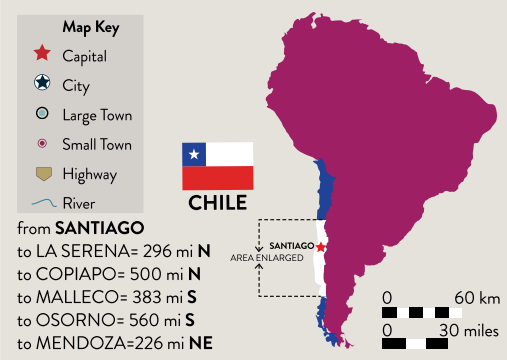 Map Key
Capital
City
Large Town
Small Town
Highway
River
CHILE
from SANTIAGO
to LA SERENA= 296 mi N
to COPIAPO= 500 mi N
to MALLECO= 383 mi S
to OSORNO= 560 mi S
to MENDOZA=226 mi NE
SANTIAGO
AREA ENLARGED
0 60 km
0 30 miles